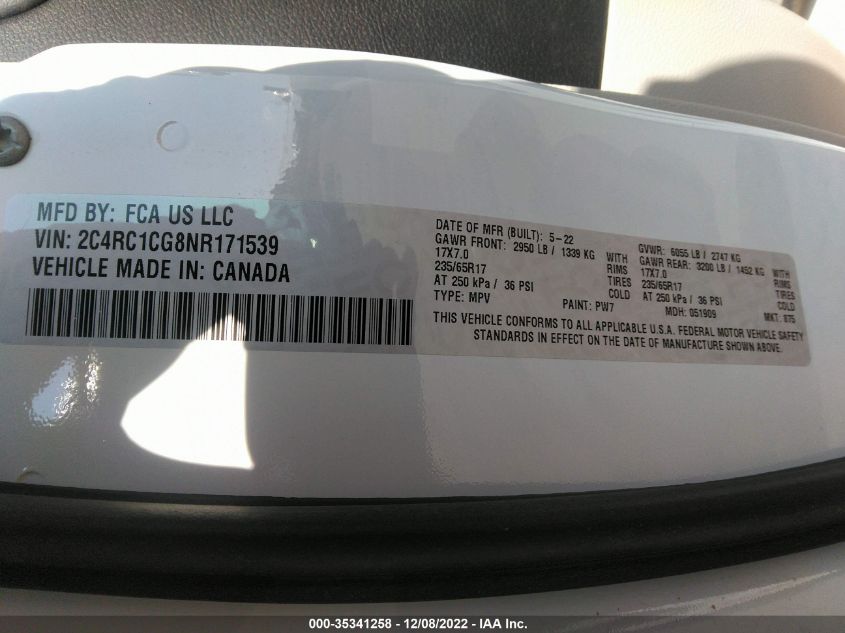 MFD BY: FCA US LLC
VIN: 2C4RC1CG8NR171539
VEHICLE MADE IN: CANADA
DATE OF MFR (BUILT): 5-22 GVWR: 6055 LB / 2747 KG
GAWR FRONT: 2950 LB / 1339 KG WITH GAWR REAR: 3200 LB / 1452 KG WITH
17X7.0 RIMS 17X7.0 RIMS
235/65R17 TIRES 235/65R17 TIRES
AT 250 kPa / 36 PSI COLD AT 250 kPa / 36 PSI COLD
TYPE: MPV PAINT: PW7 MDH: 051909 MKT: 875
THIS VEHICLE CONFORMS TO ALL APPLICABLE U.S.A. FEDERAL MOTOR VEHICLE SAFETY
STANDARDS IN EFFECT ON THE DATE OF MANUFACTURE SHOWN ABOVE.
000-35341258 - 12/08/2022 - IAA Inc.